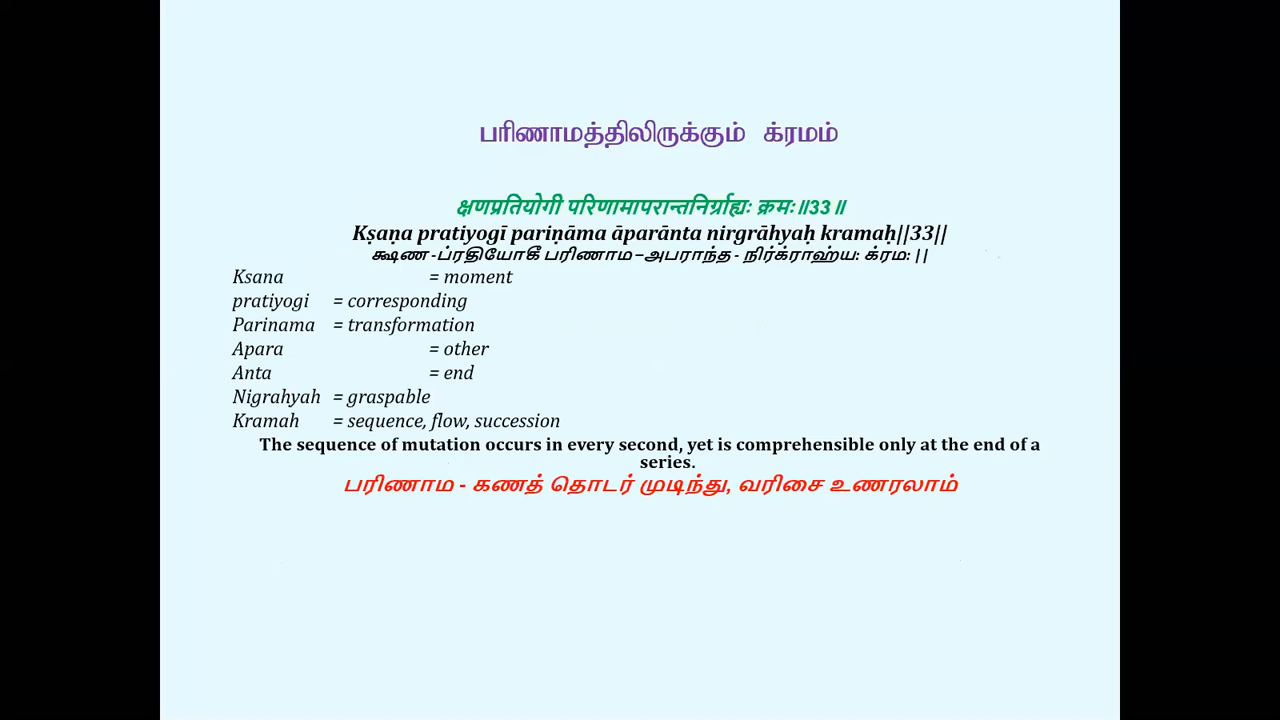 பரிணாமத்திலிருக்கும் க்ரமம்
क्षणप्रतियोगी परिणामापरान्तनिर्ग्राह्यः क्रमः॥33॥
Kṣaṇa pratiyogī pariṇāma āparānta nirgrāhyaḥ kramaḥ||33||
க்ஷண -ப்ரதியோகீ பரிணாம –அபராந்த - நிர்க்ராஹ்ய: க்ரம: ||
Ksana = moment
pratiyogi = corresponding
Parinama = transformation
Apara = other
Anta = end
Nigrahyah = graspable
Kramah = sequence, flow, succession
The sequence of mutation occurs in every second, yet is comprehensible only at the end of a
series.
பரிணாம - கணத் தொடர் முடிந்து, வரிசை உணரலாம்